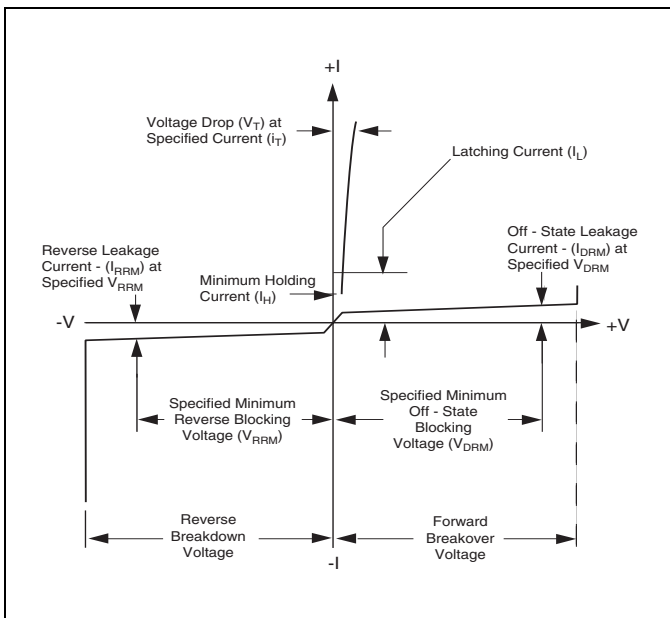 +I
Voltage Drop (VT) at
Specified Current (iT)
Latching Current (IL)
Reverse Leakage
Current - (IRRM) at
Specified VRRM
Off - State Leakage
Current - (IDRM) at
Specified VDRM
Minimum Holding
Current (IH)
-V
+V
Specified Minimum
Reverse Blocking
Voltage (VRRM)
Specified Minimum
Off - State
Blocking
Voltage (VDRM)
Reverse
Breakdown
Voltage
Forward
Breakover
Voltage
-I